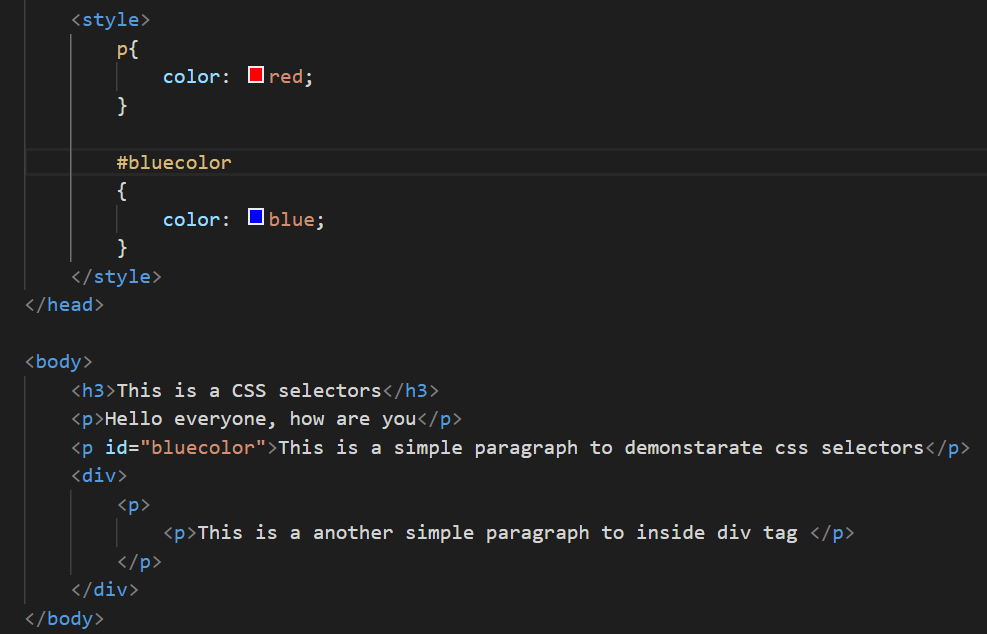 <style>
p{
color: red;
}
#bluecolor
{
color: blue;
}
</style>
</head>
<body>
<h3>This is a CSS selectors</h3>
<p>Hello everyone, how are you</p>
<p id="bluecolor">This is a simple paragraph to demonstarate css selectors</p>
<div>
<p>
<p>This is a another simple paragraph to inside div tag </p>
</p>
</div>
</body>